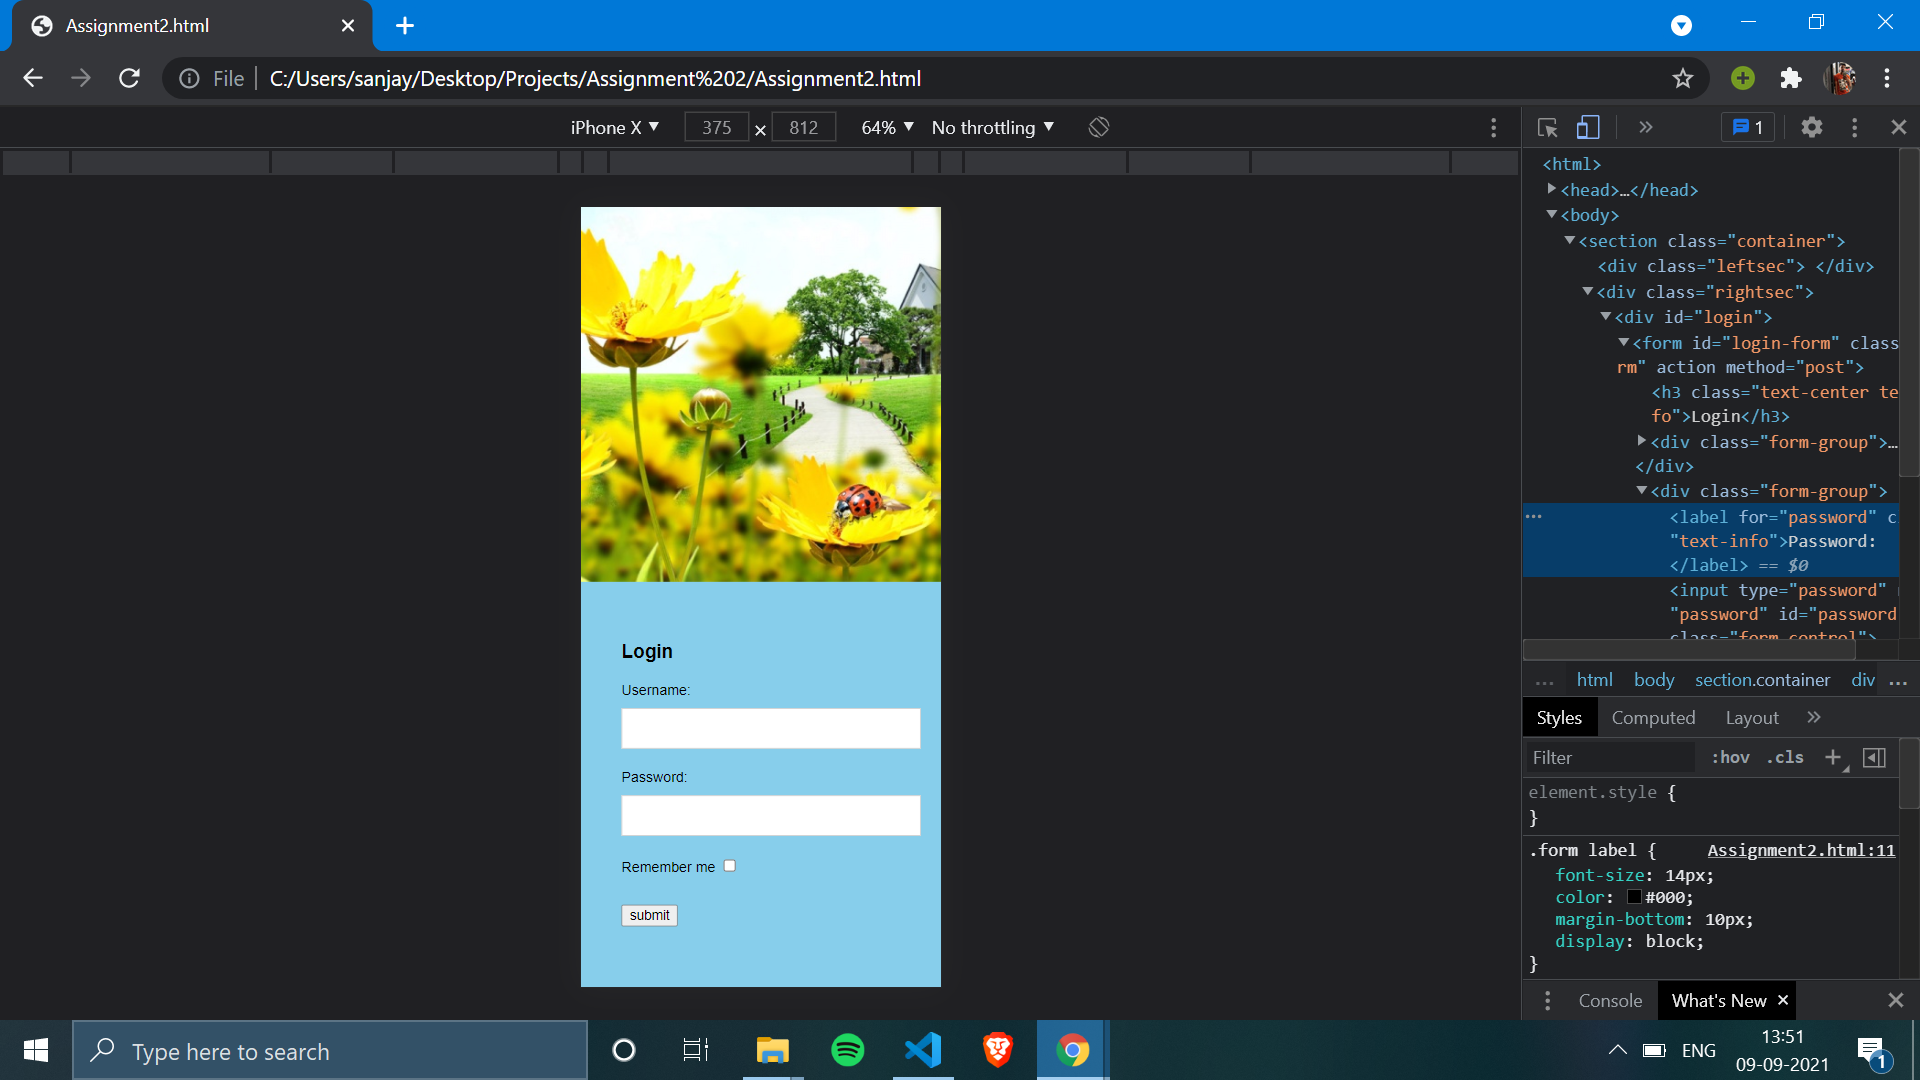 Assignment2.html
File
C:/Users/sanjay/Desktop/Projects/Assignment%202/Assignment2.html
iPhone X 375 × 812 64% No throttling
1
<html>
<head>…</head>
<body>
<section class="container">
<div class="leftsec"> </div>
<div class="rightsec">
<div id="login">
<form id="login-form" class
rm" action method="post">
<h3 class="text-center te
fo">Login</h3>
<div class="form-group">…
</div>
<div class="form-group">
<label for="password" c
"text-info">Password:
</label> == $0
<input type="password"
"password" id="password
class="form-control">
… html body section.container div …
Styles Computed Layout
Filter :hov .cls
element.style {
}
.form label { Assignment2.html:11
font-size: 14px;
color: #000;
margin-bottom: 10px;
display: block;
}
Console What's New
Login
Username:
Password:
Remember me
submit
Type here to search
ENG
13:51
09-09-2021
1